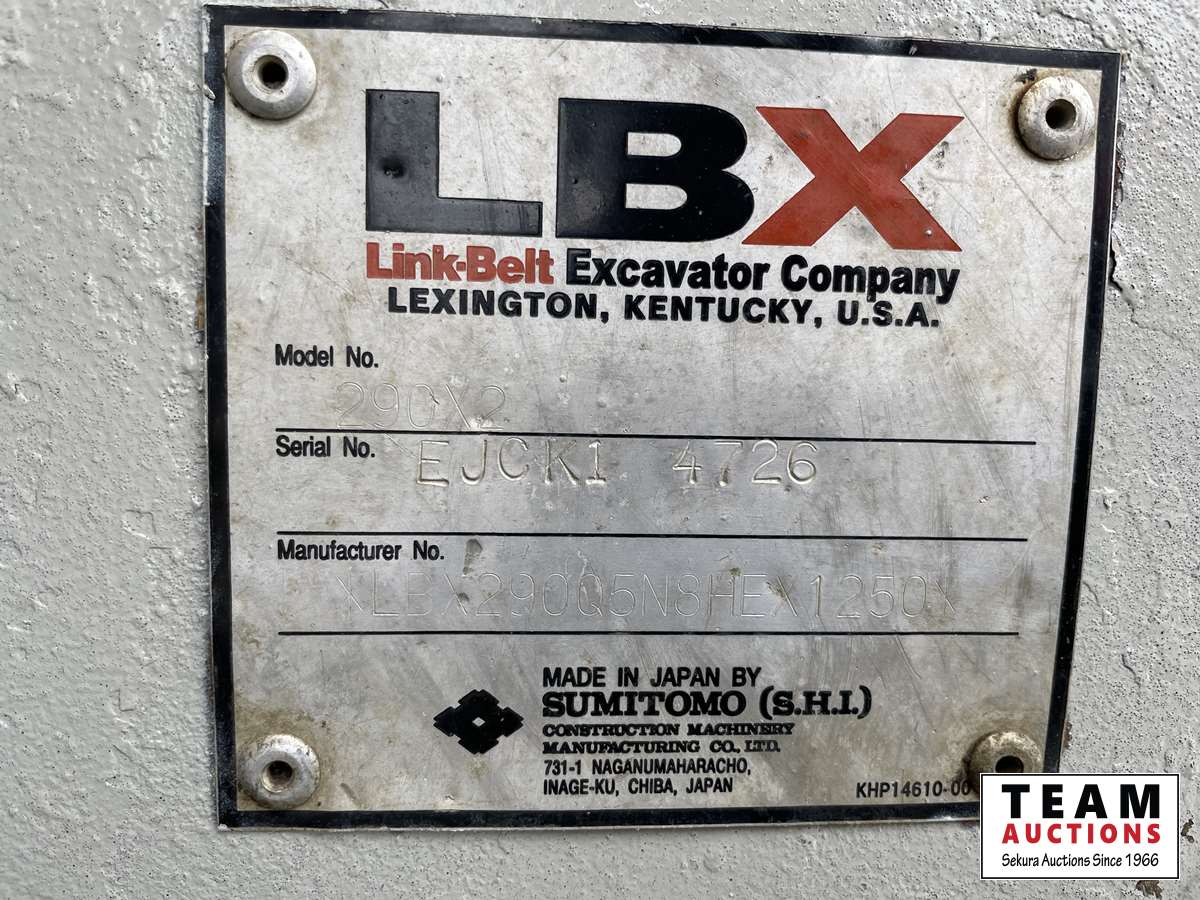 LBX
Link-Belt Excavator Company
LEXINGTON, KENTUCKY, U.S.A.
Model No.
290X2
Serial No.
EJCK1 4726
Manufacturer No.
LBX290Q5N8HEX1250
MADE IN JAPAN BY
SUMITOMO (S.H.I.)
CONSTRUCTION MACHINERY
MANUFACTURING CO., LTD.
731-1 NAGANUMAHARACHO,
INAGE-KU, CHIBA, JAPAN
KHP14610-00
TEAM
AUCTIONS
Sekura Auctions Since 1966